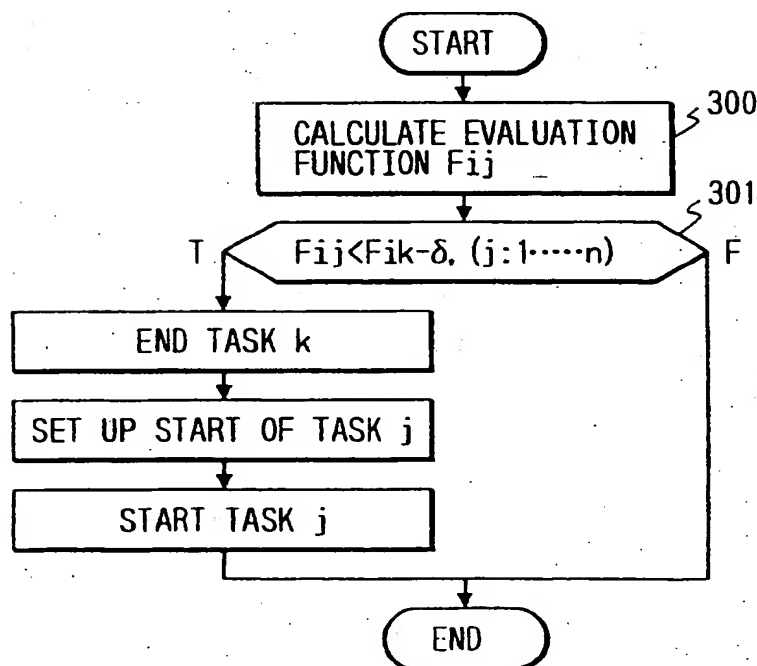 START
300
CALCULATE EVALUATION
FUNCTION Fij
301
T
Fij<Fik-δ, (j:1·····n)
F
END TASK k
SET UP START OF TASK j
START TASK j
END